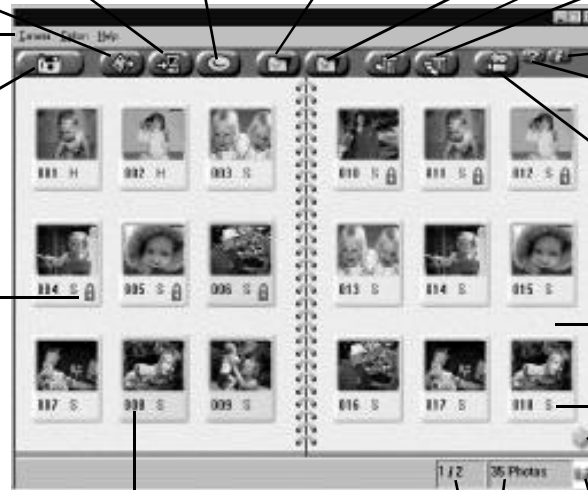 Camera Option Help
001 H
002 H
003 S
010 S
011 S
012 S
004 S
005 S
006 S
013 S
014 S
015 S
007 S
008 S
009 S
016 S
017 S
018 S
1 / 2
35 Photos